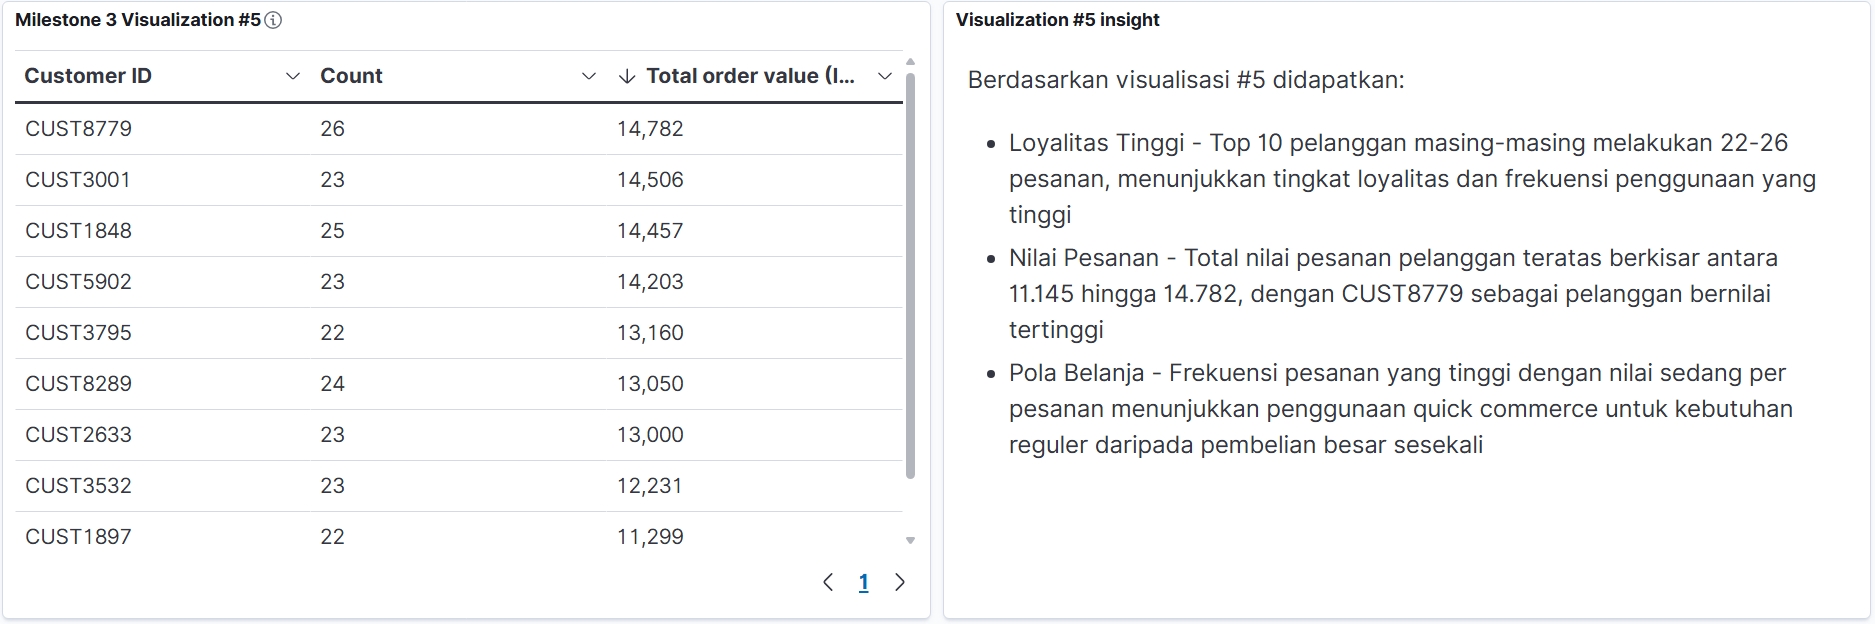 Milestone 3 Visualization #5
Customer ID Count Total order value (I...
CUST8779 26 14,782
CUST3001 23 14,506
CUST1848 25 14,457
CUST5902 23 14,203
CUST3795 22 13,160
CUST8289 24 13,050
CUST2633 23 13,000
CUST3532 23 12,231
CUST1897 22 11,299
1
Visualization #5 insight
Berdasarkan visualisasi #5 didapatkan:
Loyalitas Tinggi - Top 10 pelanggan masing-masing melakukan 22-26
pesanan, menunjukkan tingkat loyalitas dan frekuensi penggunaan yang
tinggi
Nilai Pesanan - Total nilai pesanan pelanggan teratas berkisar antara
11.145 hingga 14.782, dengan CUST8779 sebagai pelanggan bernilai
tertinggi
Pola Belanja - Frekuensi pesanan yang tinggi dengan nilai sedang per
pesanan menunjukkan penggunaan quick commerce untuk kebutuhan
reguler daripada pembelian besar sesekali